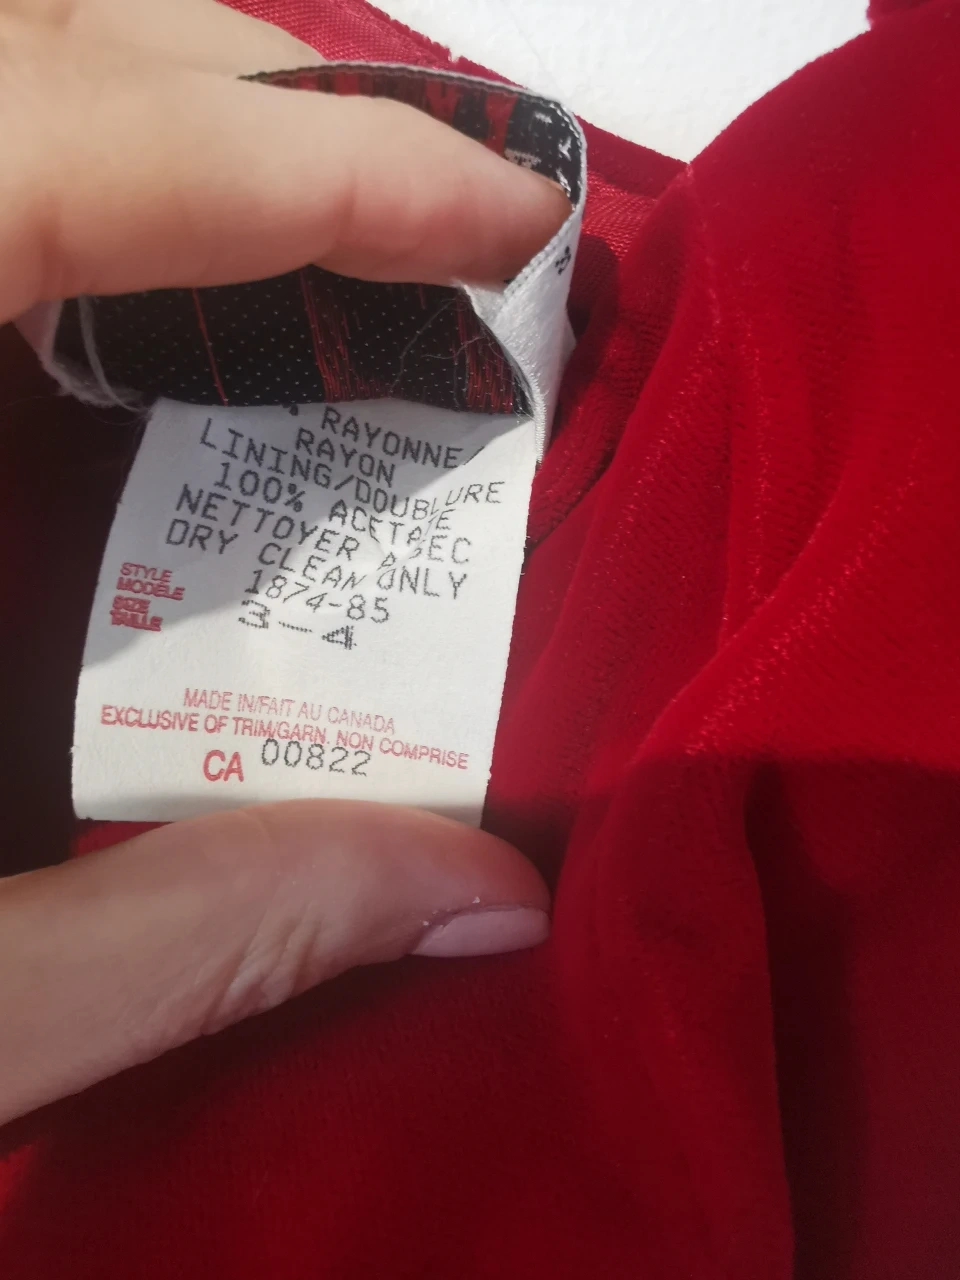 % RAYONNE/
RAYON
LINING/DOUBLURE
100% ACETATE
NETTOYER A SEC
DRY CLEAN ONLY
STYLE
MODÈLE
1874-85
SIZE
TAILLE
3-4
MADE IN/FAIT AU CANADA
EXCLUSIVE OF TRIM/GARN. NON COMPRISE
CA 00822